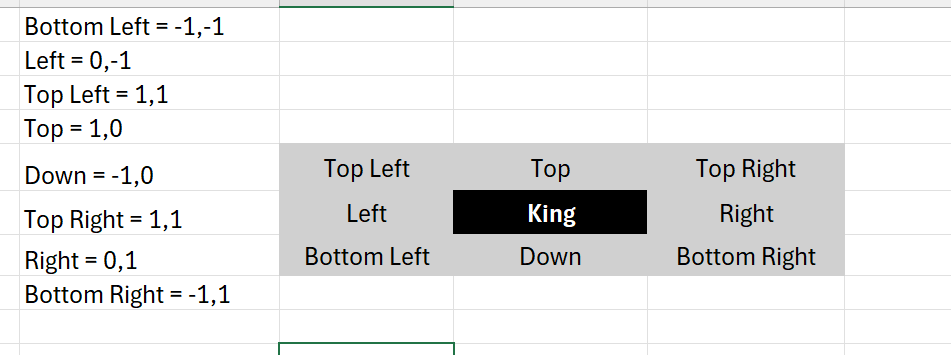 Bottom Left = -1,-1
Left = 0,-1
Top Left = 1,1
Top = 1,0
Down = -1,0
Top Right = 1,1
Right = 0,1
Bottom Right = -1,1
Top Left Top Top Right
Left King Right
Bottom Left Down Bottom Right